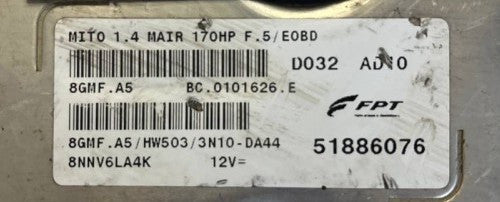 MITO 1.4 MAIR 170HP F.5/EOBD
D032 AD10
8GMF.A5 BC.0101626.E
FPT
8GMF.A5/HW503/3N10-DA44
51886076
8NNV6LA4K 12V=